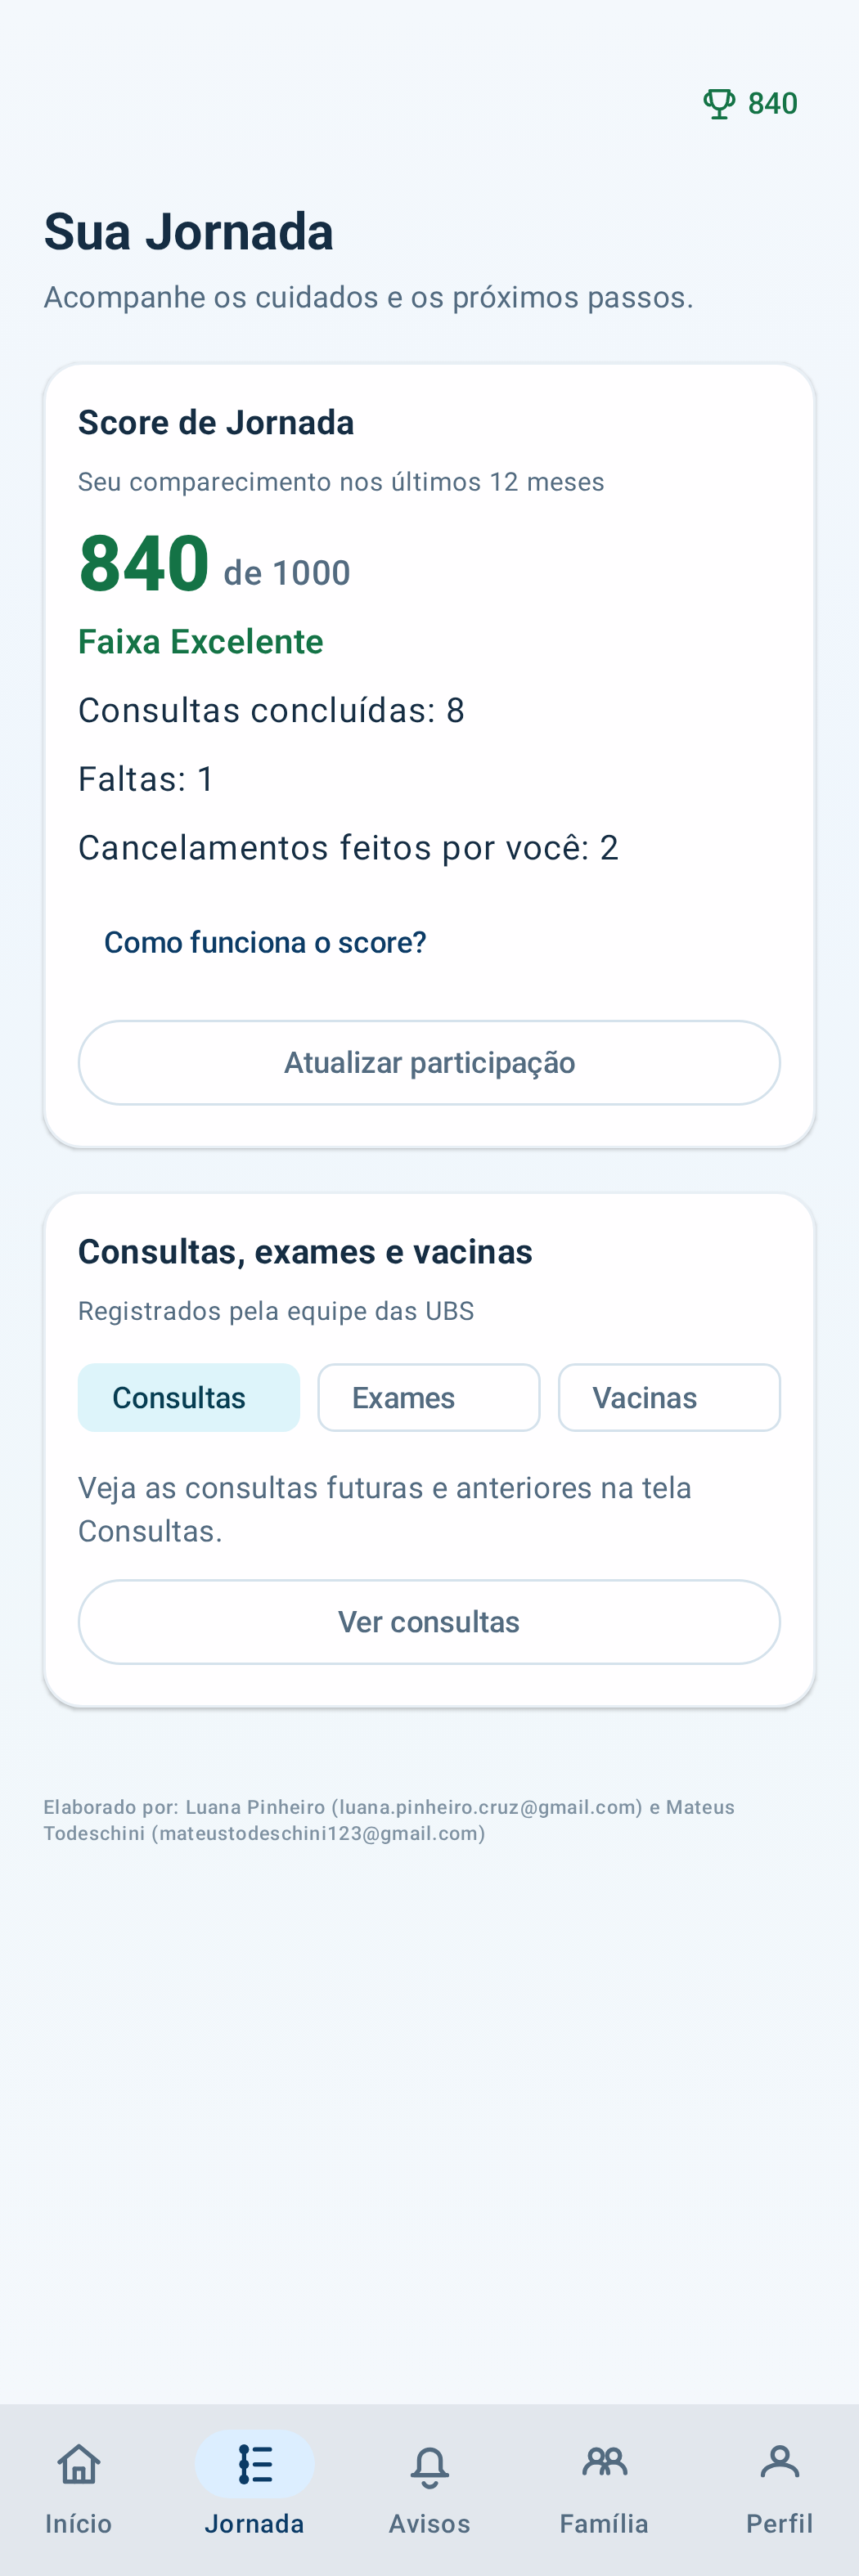 840
Sua Jornada
Acompanhe os cuidados e os próximos passos.
Score de Jornada
Seu comparecimento nos últimos 12 meses
840 de 1000
Faixa Excelente
Consultas concluídas: 8
Faltas: 1
Cancelamentos feitos por você: 2
Como funciona o score?
Atualizar participação
Consultas, exames e vacinas
Registrados pela equipe das UBS
Consultas Exames Vacinas
Veja as consultas futuras e anteriores na tela
Consultas.
Ver consultas
Elaborado por: Luana Pinheiro (luana.pinheiro.cruz@gmail.com) e Mateus
Todeschini (mateustodeschini123@gmail.com)
Início Jornada Avisos Família Perfil